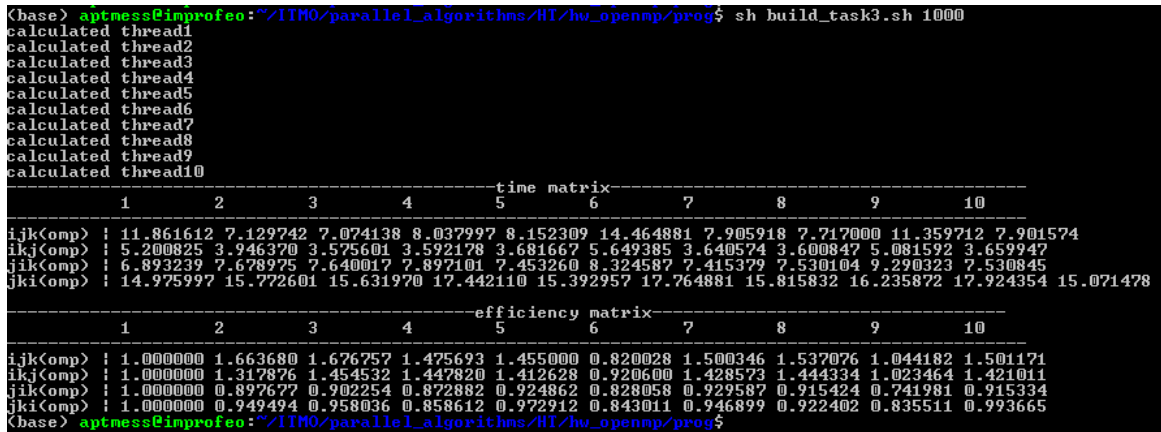 (base) aptmess@improfeo:~/ITMO/parallel_algorithms/HT/hw_openmp/prog$ sh build_task3.sh 1000
calculated thread1
calculated thread2
calculated thread3
calculated thread4
calculated thread5
calculated thread6
calculated thread7
calculated thread8
calculated thread9
calculated thread10
-----------------------------------------------time matrix----------------------------------------
1 2 3 4 5 6 7 8 9 10
--------------------------------------------------------------------------------------------------
ijk(omp) | 11.861612 7.129742 7.074138 8.037997 8.152309 14.464881 7.905918 7.717000 11.359712 7.901574
ikj(omp) | 5.200825 3.946370 3.575601 3.592178 3.681667 5.649385 3.640574 3.600847 5.081592 3.659947
jik(omp) | 6.893239 7.678975 7.640017 7.897101 7.453260 8.324587 7.415379 7.530104 9.290323 7.530845
jki(omp) | 14.975997 15.772601 15.631970 17.442110 15.392957 17.764881 15.815832 16.235872 17.924354 15.071478
---------------------------------------------efficiency matrix----------------------------------
1 2 3 4 5 6 7 8 9 10
------------------------------------------------------------------------------------------------
ijk(omp) | 1.000000 1.663680 1.676757 1.475693 1.455000 0.820028 1.500346 1.537076 1.044182 1.501171
ikj(omp) | 1.000000 1.317876 1.454532 1.447820 1.412628 0.920600 1.428573 1.444334 1.023464 1.421011
jik(omp) | 1.000000 0.897677 0.902254 0.872882 0.924862 0.828058 0.929587 0.915424 0.741981 0.915334
jki(omp) | 1.000000 0.949494 0.958036 0.858612 0.972912 0.843011 0.946899 0.922402 0.835511 0.993665
(base) aptmess@improfeo:~/ITMO/parallel_algorithms/HT/hw_openmp/prog$